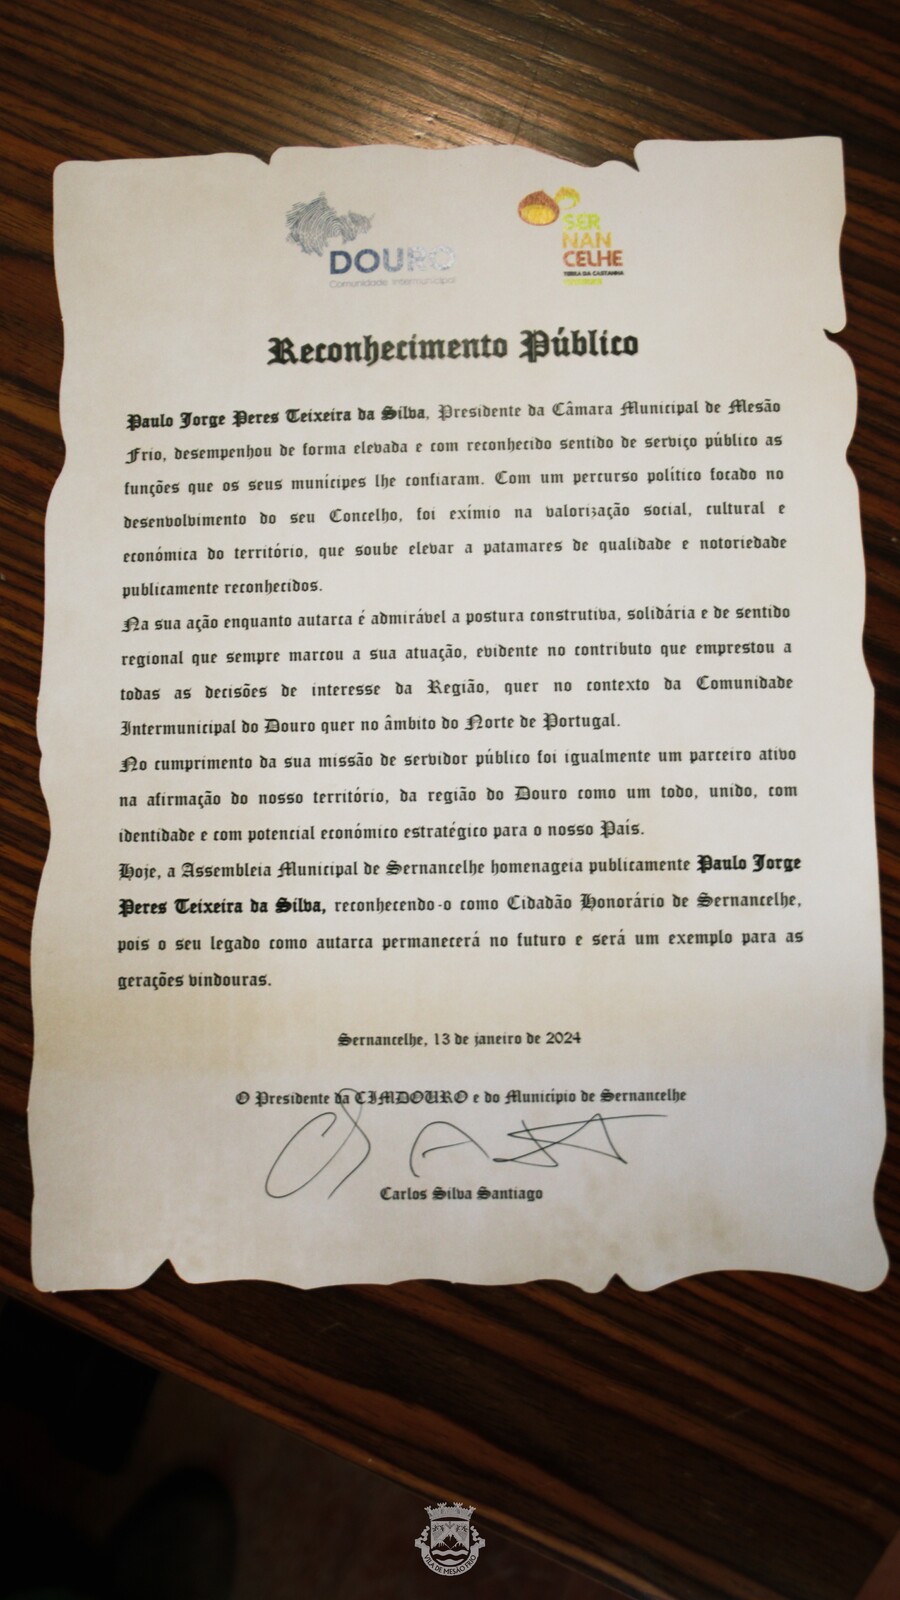 DOURO
Comunidade Intermunicipal
SER
NAN
CELHE
TERRA DA CASTANHA
Reconhecimento Público
Paulo Jorge Peres Teixeira da Silva, Presidente da Câmara Municipal de Mesão
Frio, desempenhou de forma elevada e com reconhecido sentido de serviço público as
funções que os seus munícipes lhe confiaram. Com um percurso político focado no
desenvolvimento do seu Concelho, foi exímio na valorização social, cultural e
económica do território, que soube elevar a patamares de qualidade e notoriedade
publicamente reconhecidos.
Na sua ação enquanto autarca é admirável a postura construtiva, solidária e de sentido
regional que sempre marcou a sua atuação, evidente no contributo que emprestou a
todas as decisões de interesse da Região, quer no contexto da Comunidade
Intermunicipal do Douro quer no âmbito do Norte de Portugal.
No cumprimento da sua missão de servidor público foi igualmente um parceiro ativo
na afirmação do nosso território, da região do Douro como um todo, unido, com
identidade e com potencial económico estratégico para o nosso País.
Hoje, a Assembleia Municipal de Sernancelhe homenageia publicamente Paulo Jorge
Peres Teixeira da Silva, reconhecendo-o como Cidadão Honorário de Sernancelhe,
pois o seu legado como autarca permanecerá no futuro e será um exemplo para as
gerações vindouras.
Sernancelhe, 13 de janeiro de 2024
O Presidente da CIMDOURO e do Município de Sernancelhe
Carlos Silva Santiago
VILA DE MESÃO FRIO